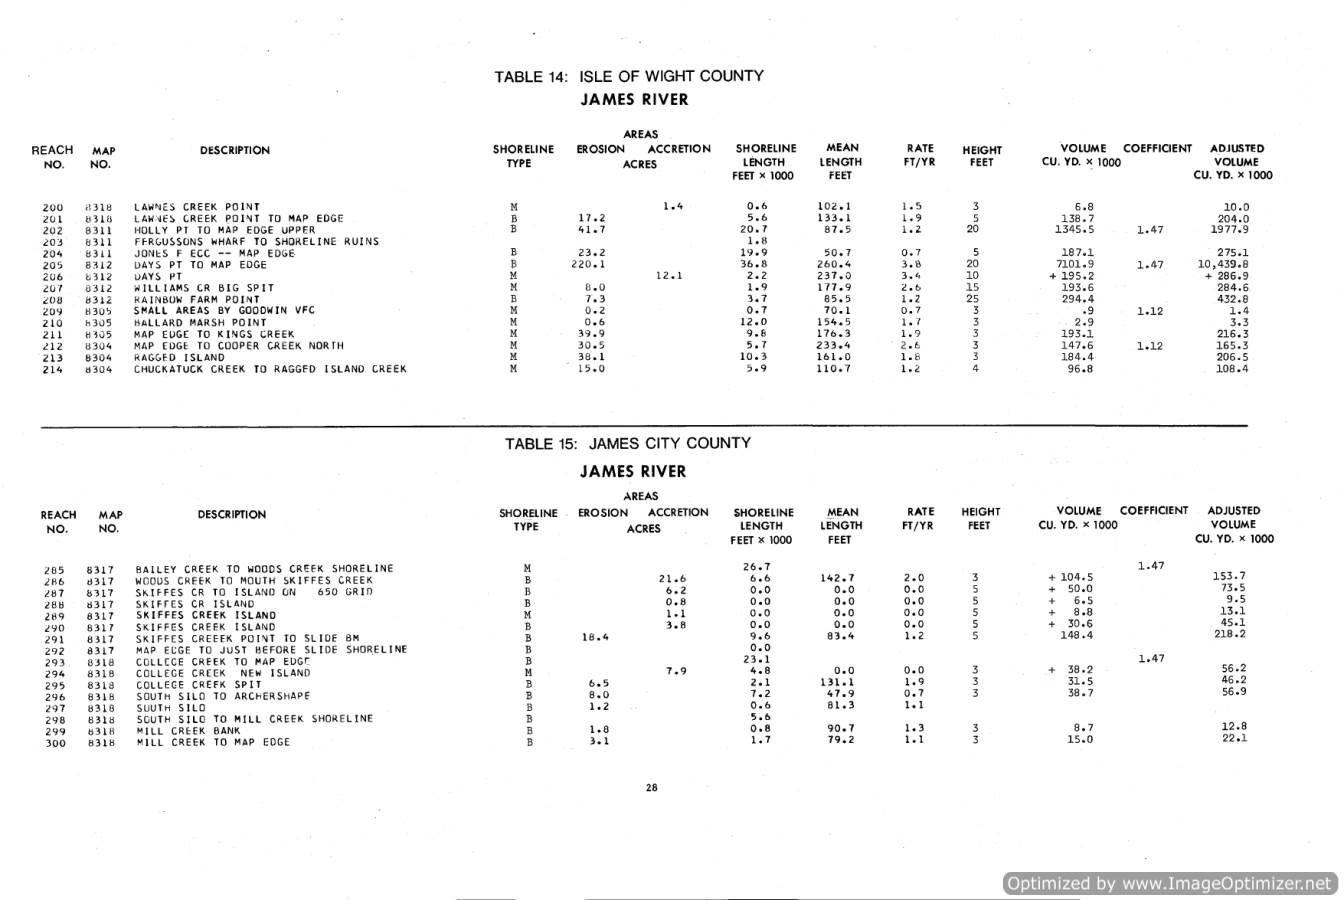 TABLE 14: ISLE OF WIGHT COUNTY
JAMES RIVER
AREAS
REACH MAP DESCRIPTION SHORELINE EROSION ACCRETION SHORELINE MEAN RATE HEIGHT VOLUME COEFFICIENT ADJUSTED
NO. NO. TYPE ACRES LENGTH LENGTH FT/YR FEET CU. YD. × 1000 VOLUME
FEET × 1000 FEET CU. YD. × 1000
200 8318 LAWNES CREEK POINT M 1.4 0.6 102.1 1.5 3 6.8 10.0
201 8318 LAWNES CREEK POINT TO MAP EDGE B 17.2 5.6 133.1 1.9 5 138.7 204.0
202 8311 HOLLY PT TO MAP EDGE UPPER B 41.7 20.7 87.5 1.2 20 1345.5 1.47 1977.9
203 8311 FERGUSSONS WHARF TO SHORELINE RUINS 1.8
204 8311 JONES F ECC -- MAP EDGE B 23.2 19.9 50.7 0.7 5 187.1 275.1
205 8312 DAYS PT TO MAP EDGE B 220.1 36.8 260.4 3.8 20 7101.9 1.47 10,439.8
206 8312 DAYS PT M 12.1 2.2 237.0 3.4 10 + 195.2 + 286.9
207 8312 WILLIAMS CR BIG SPIT M 8.0 1.9 177.9 2.6 15 193.6 284.6
208 8312 RAINBOW FARM POINT B 7.3 3.7 85.5 1.2 25 294.4 432.8
209 8305 SMALL AREAS BY GOODWIN VFC M 0.2 0.7 70.1 0.7 3 .9 1.12 1.4
210 8305 BALLARD MARSH POINT M 0.6 12.0 154.5 1.7 3 2.9 3.3
211 8305 MAP EDGE TO KINGS CREEK M 39.9 9.8 176.3 1.9 3 193.1 216.3
212 8304 MAP EDGE TO COOPER CREEK NORTH M 30.5 5.7 233.4 2.6 3 147.6 1.12 165.3
213 8304 RAGGED ISLAND M 38.1 10.3 161.0 1.8 3 184.4 206.5
214 8304 CHUCKATUCK CREEK TO RAGGED ISLAND CREEK M 15.0 5.9 110.7 1.2 4 96.8 108.4
TABLE 15: JAMES CITY COUNTY
JAMES RIVER
AREAS
REACH MAP DESCRIPTION SHORELINE EROSION ACCRETION SHORELINE MEAN RATE HEIGHT VOLUME COEFFICIENT ADJUSTED
NO. NO. TYPE ACRES LENGTH LENGTH FT/YR FEET CU. YD. × 1000 VOLUME
FEET × 1000 FEET CU. YD. × 1000
285 8317 BAILEY CREEK TO WOODS CREEK SHORELINE M 26.7 1.47
286 8317 WOODS CREEK TO MOUTH SKIFFES CREEK B 21.6 6.6 142.7 2.0 3 + 104.5 153.7
287 8317 SKIFFES CR TO ISLAND ON 650 GRID B 6.2 0.0 0.0 0.0 5 + 50.0 73.5
288 8317 SKIFFES CR ISLAND B 0.8 0.0 0.0 0.0 5 + 6.5 9.5
289 8317 SKIFFES CREEK ISLAND M 1.1 0.0 0.0 0.0 5 + 8.8 13.1
290 8317 SKIFFES CREEK ISLAND B 3.8 0.0 0.0 0.0 5 + 30.6 45.1
291 8317 SKIFFES CREEEK POINT TO SLIDE BM B 18.4 9.6 83.4 1.2 5 148.4 218.2
292 8317 MAP EDGE TO JUST BEFORE SLIDE SHORELINE B 0.0
293 8318 COLLEGE CREEK TO MAP EDGE B 23.1 1.47
294 8318 COLLEGE CREEK NEW ISLAND M 7.9 4.8 0.0 0.0 3 + 38.2 56.2
295 8318 COLLEGE CREEK SPIT B 6.5 2.1 131.1 1.9 3 31.5 46.2
296 8318 SOUTH SILO TO ARCHERSHAPE B 8.0 7.2 47.9 0.7 3 38.7 56.9
297 8318 SOUTH SILO B 1.2 0.6 81.3 1.1
298 8318 SOUTH SILO TO MILL CREEK SHORELINE B 5.6
299 8318 MILL CREEK BANK B 1.8 0.8 90.7 1.3 3 8.7 12.8
300 8318 MILL CREEK TO MAP EDGE B 3.1 1.7 79.2 1.1 3 15.0 22.1
28
Optimized by www.ImageOptimizer.net